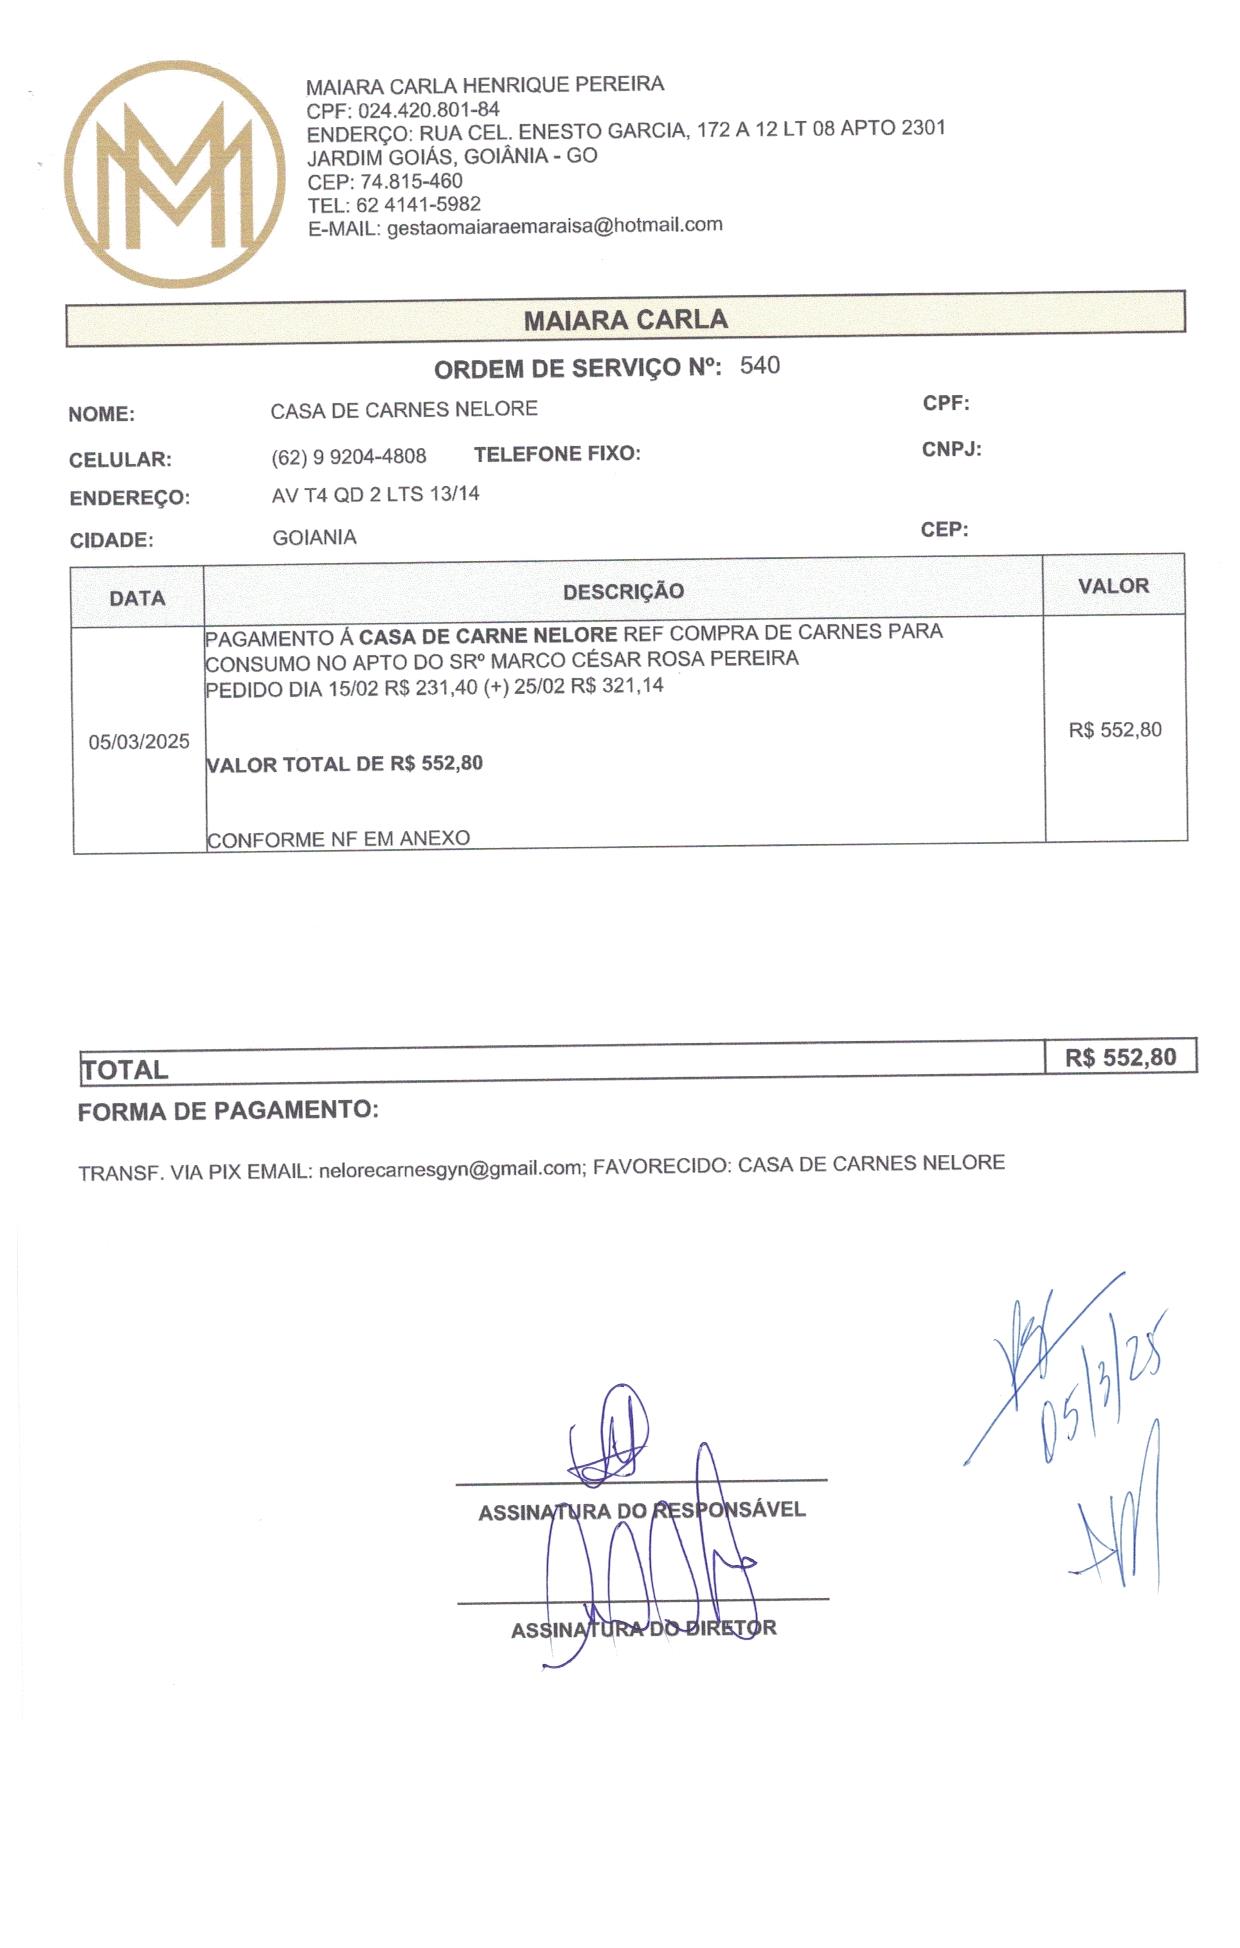 MAIARA CARLA HENRIQUE PEREIRA
CPF: 024.420.801-84
ENDERÇO: RUA CEL. ENESTO GARCIA, 172 A 12 LT 08 APTO 2301
JARDIM GOIÁS, GOIÂNIA - GO
CEP: 74.815-460
TEL: 62 4141-5982
E-MAIL: gestaomaiaraemaraisa@hotmail.com
MAIARA CARLA
ORDEM DE SERVIÇO Nº: 540
NOME: CASA DE CARNES NELORE CPF:
CELULAR: (62) 9 9204-4808 TELEFONE FIXO: CNPJ:
ENDEREÇO: AV T4 QD 2 LTS 13/14
CIDADE: GOIANIA CEP:
DATA DESCRIÇÃO VALOR
PAGAMENTO Á CASA DE CARNE NELORE REF COMPRA DE CARNES PARA
CONSUMO NO APTO DO SRº MARCO CÉSAR ROSA PEREIRA
PEDIDO DIA 15/02 R$ 231,40 (+) 25/02 R$ 321,14
05/03/2025 R$ 552,80
VALOR TOTAL DE R$ 552,80
CONFORME NF EM ANEXO
TOTAL R$ 552,80
FORMA DE PAGAMENTO:
TRANSF. VIA PIX EMAIL: nelorecarnesgyn@gmail.com; FAVORECIDO: CASA DE CARNES NELORE
05/3/25
ASSINATURA DO RESPONSÁVEL
ASSINATURA DO DIRETOR